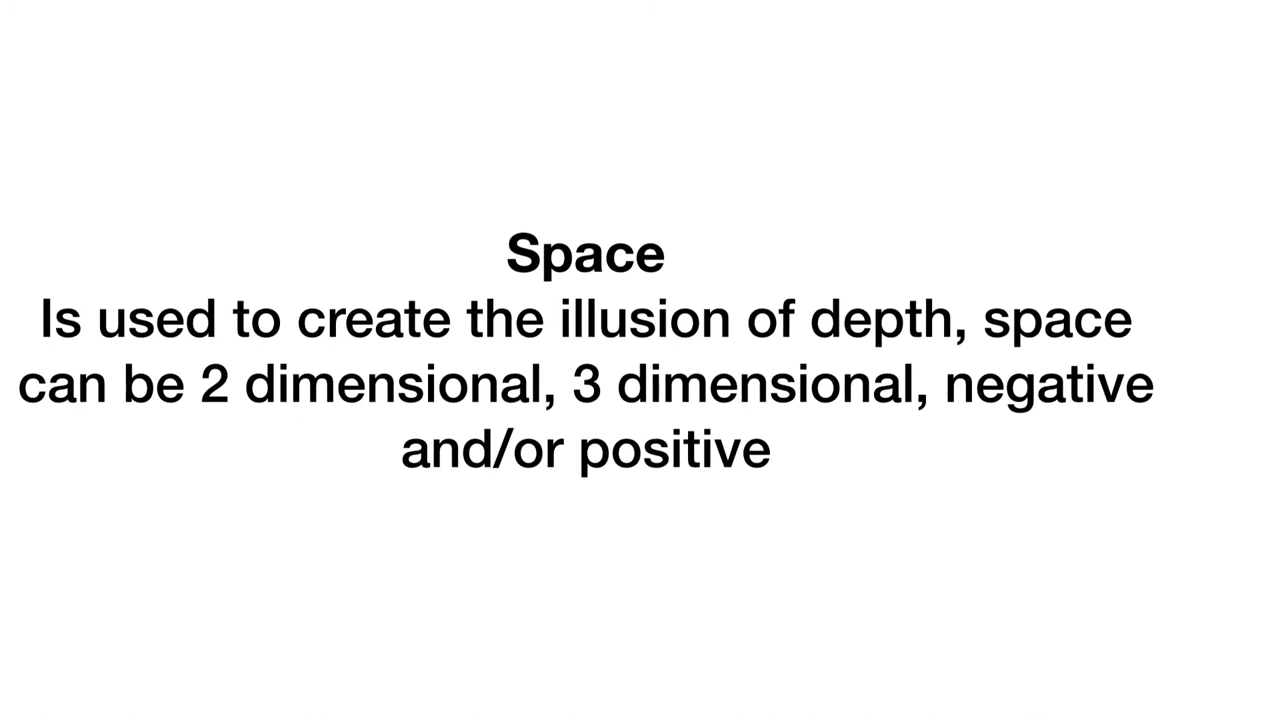 Space
Is used to create the illusion of depth, space
can be 2 dimensional, 3 dimensional, negative
and/or positive